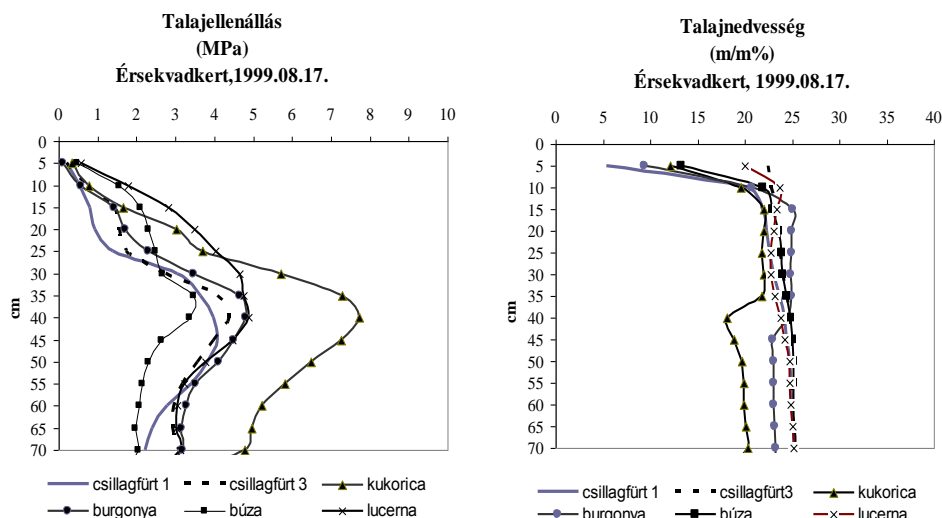 Talajellenállás
(MPa)
Érsekvadkert,1999.08.17.
0 1 2 3 4 5 6 7 8 9 10
0
5
10
15
20
25
30
35
40
45
50
55
60
65
70
cm
csillagfürt 1 csillagfürt 3 kukorica
burgonya búza lucerna
Talajnedvesség
(m/m%)
Érsekvadkert, 1999.08.17.
0 5 10 15 20 25 30 35 40
0
5
10
15
20
25
30
35
40
45
50
55
60
65
70
cm
csillagfürt 1 csillagfürt3 kukorica
burgonya búza lucerna